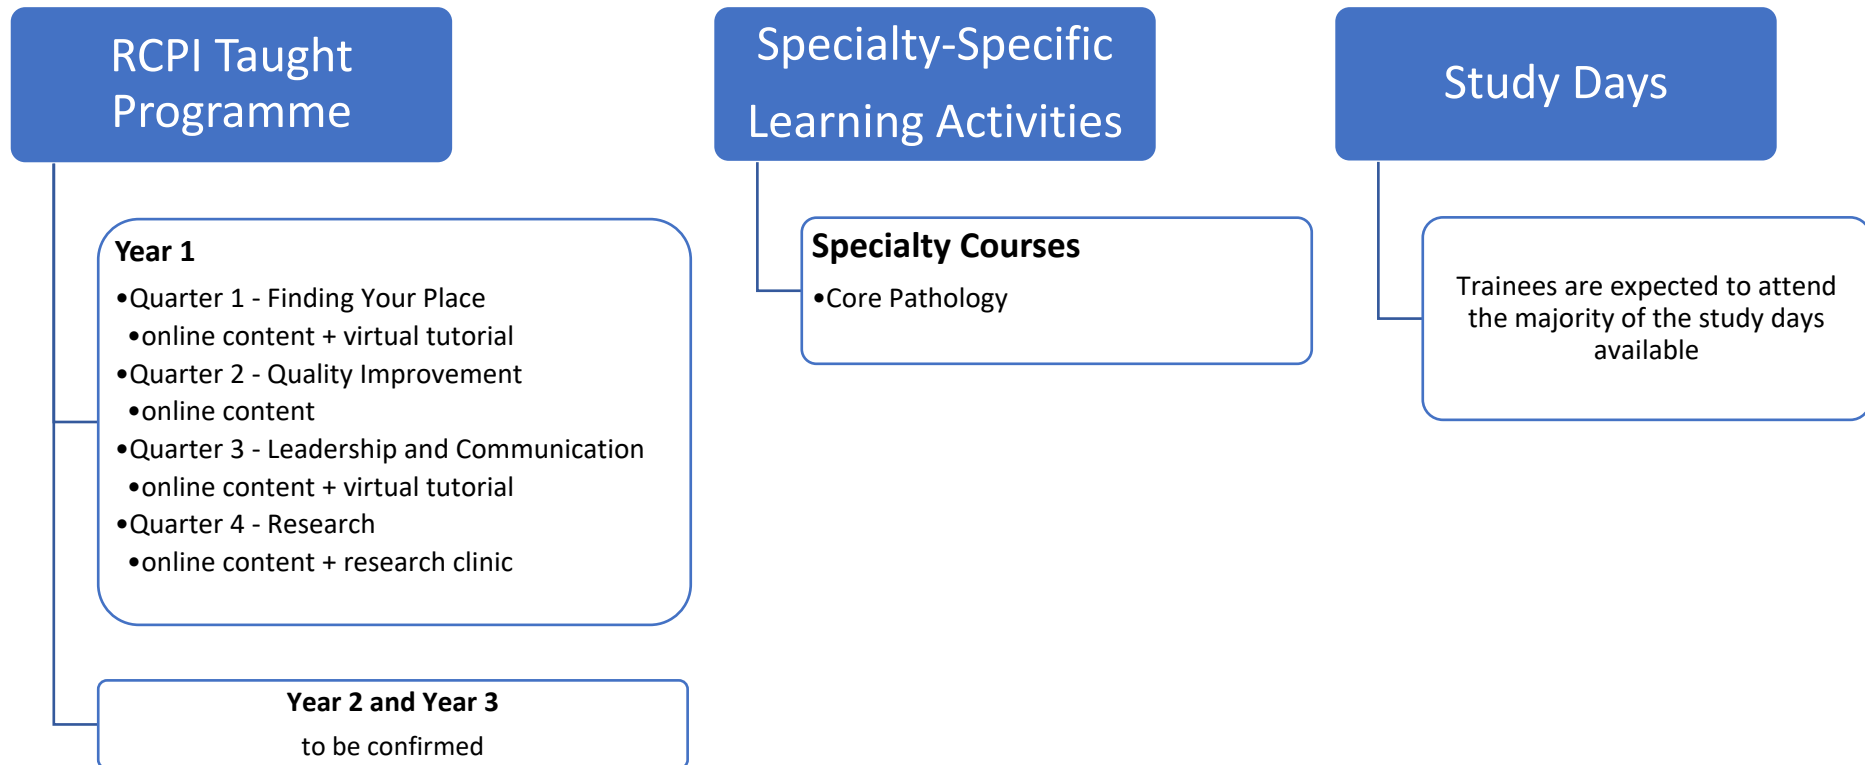 RCPI Taught
Programme
Year 1
•Quarter 1 - Finding Your Place
•online content + virtual tutorial
•Quarter 2 - Quality Improvement
•online content
•Quarter 3 - Leadership and Communication
•online content + virtual tutorial
•Quarter 4 - Research
•online content + research clinic
Year 2 and Year 3
to be confirmed
Specialty-Specific
Learning Activities
Specialty Courses
•Core Pathology
Study Days
Trainees are expected to attend
the majority of the study days
available